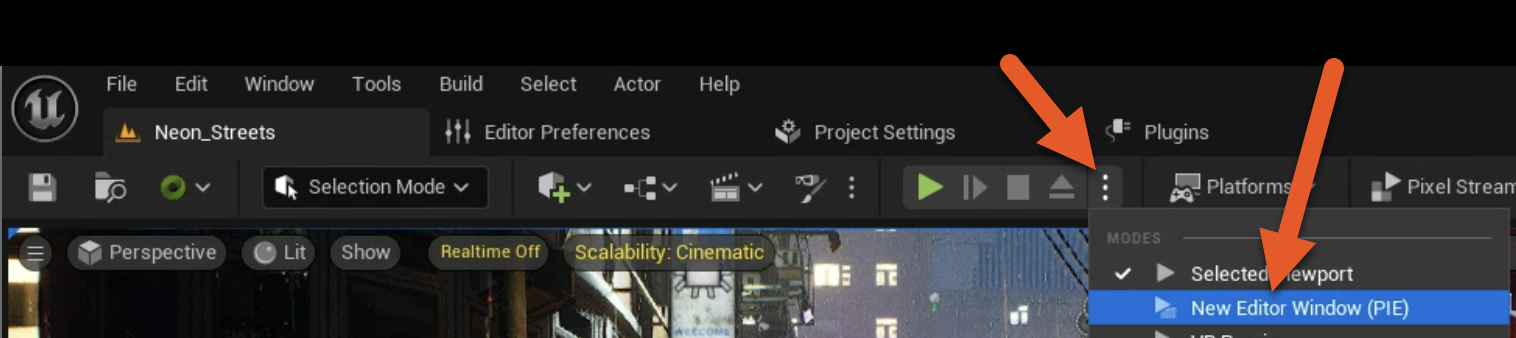 File Edit Window Tools Build Select Actor Help
Neon_Streets Editor Preferences Project Settings Plugins
Selection Mode Platforms Pixel Stream
Perspective Lit Show Realtime Off Scalability: Cinematic
MODES
Selected Viewport
WELCOME
New Editor Window (PIE)